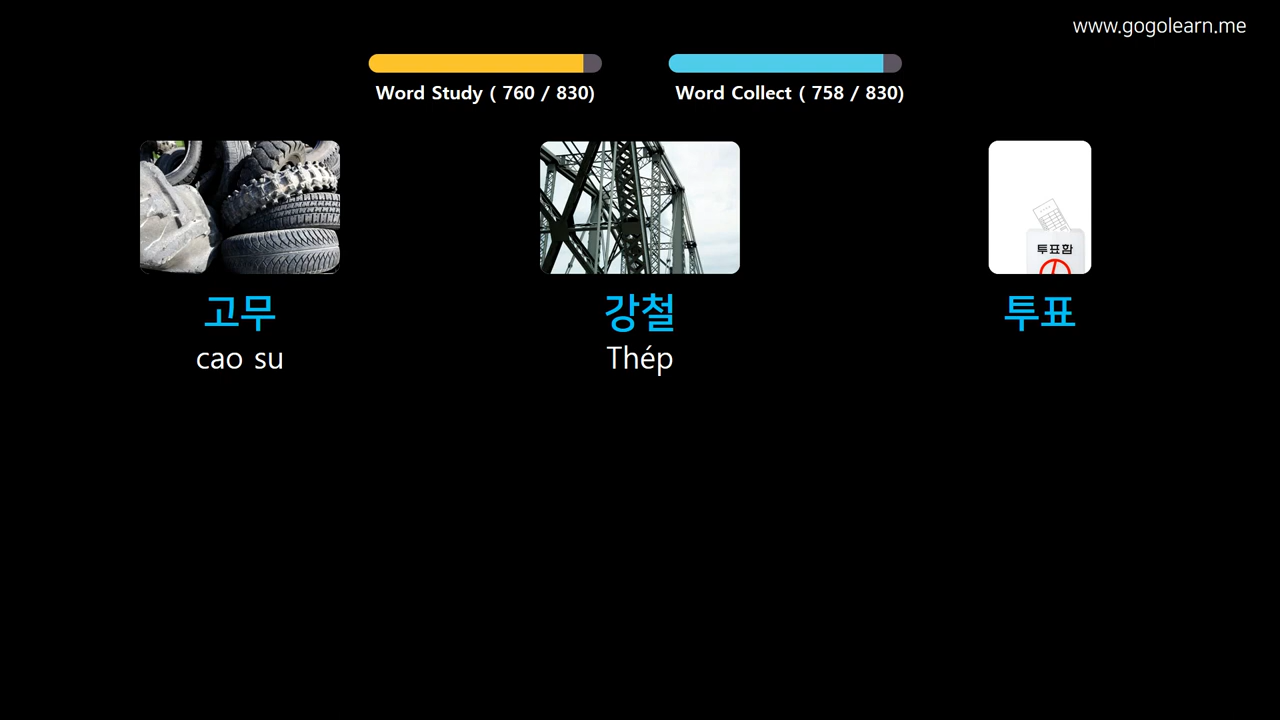 www.gogolearn.me
Word Study ( 760 / 830)
Word Collect ( 758 / 830)
투표함
고무
강철
투표
cao su
Thép